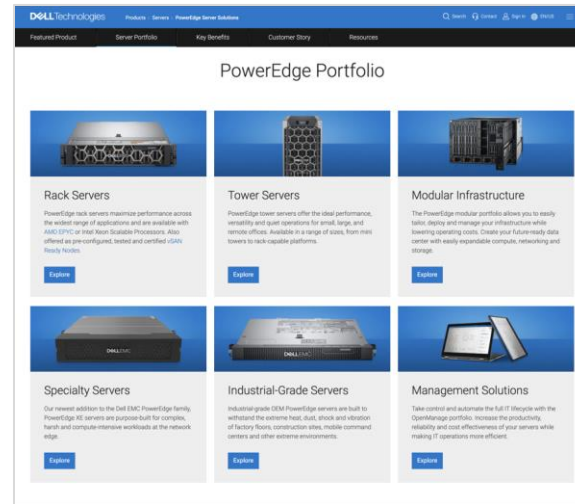 DELLTechnologies
Products
Servers
PowerEdge Server Solutions
Search
Contact
Sign In
EN/US
Featured Product
Server Portfolio
Key Benefits
Customer Story
Resources
PowerEdge Portfolio
Rack Servers
PowerEdge rack servers maximize performance across
the widest range of applications and are available with
AMD EPYC or Intel Xeon Scalable Processors. Also
offered as pre-configured, tested and certified vSAN
Ready Nodes.
Explore
Tower Servers
PowerEdge tower servers offer the ideal performance,
versatility and quiet operations for small, large, and
remote offices. Available in a range of sizes, from mini
towers to rack-capable platforms.
Explore
Modular Infrastructure
The PowerEdge modular portfolio allows you to easily
tailor, deploy and manage your infrastructure while
lowering operating costs. Create your future-ready data
center with easily expandable compute, networking and
storage.
Explore
DELLEMC
Specialty Servers
Our newest addition to the Dell EMC PowerEdge family,
PowerEdge XE servers are purpose-built for complex,
harsh and compute-intensive workloads at the network
edge.
Explore
DELLEMC
Industrial-Grade Servers
Industrial-grade OEM PowerEdge servers are built to
withstand the extreme heat, dust, shock and vibration
of factory floors, construction sites, mobile command
centers and other extreme environments.
Explore
Management Solutions
Take control and automate the full IT lifecycle with the
OpenManage portfolio. Increase the productivity,
reliability and cost effectiveness of your servers while
making IT operations more efficient.
Explore